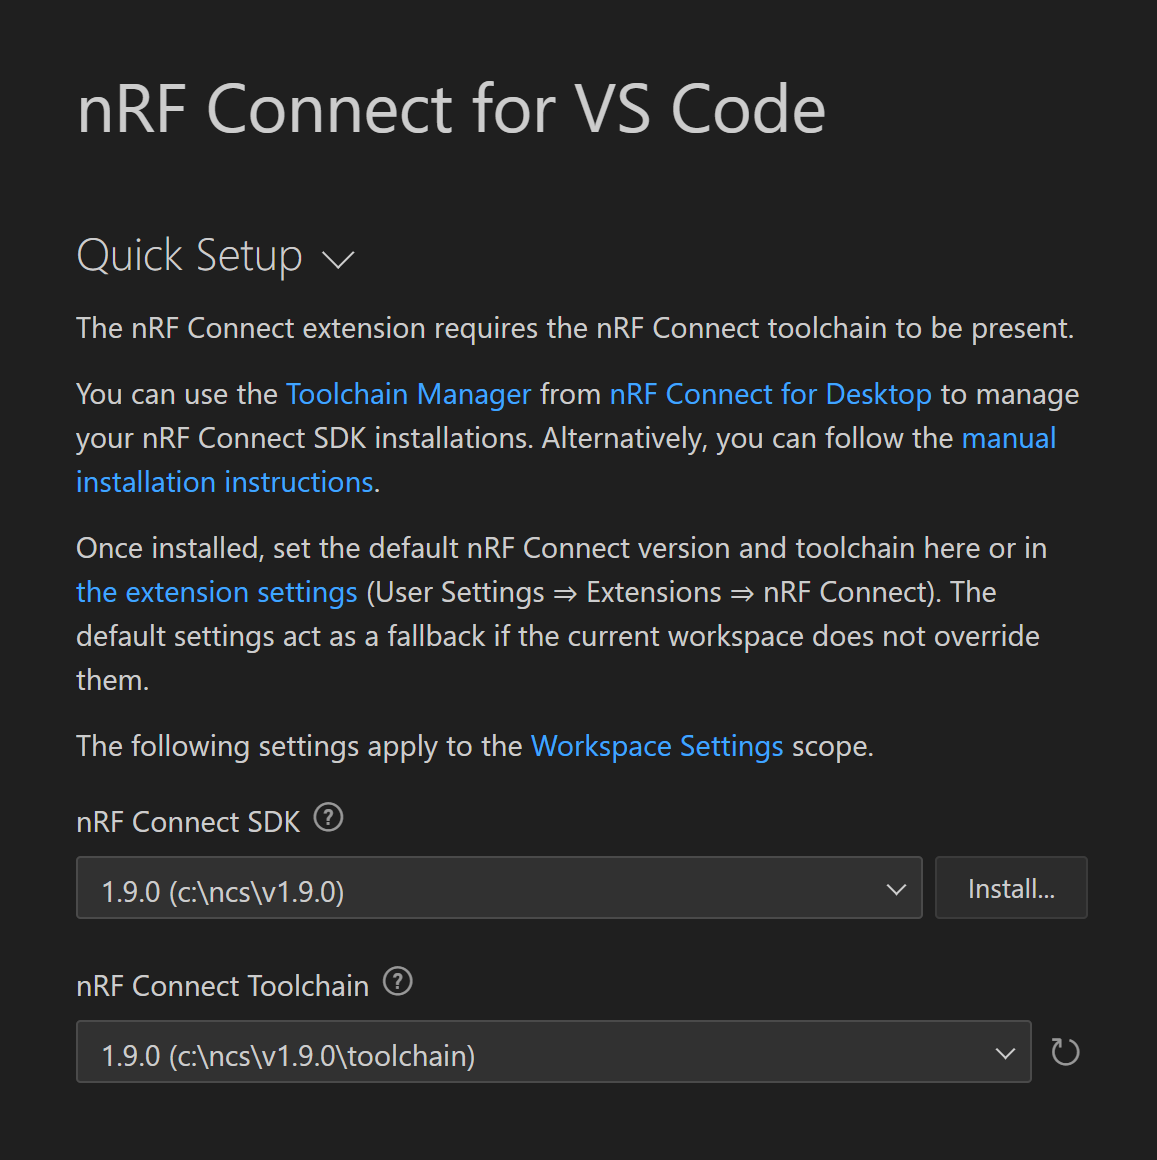 nRF Connect for VS Code
Quick Setup
The nRF Connect extension requires the nRF Connect toolchain to be present.
You can use the Toolchain Manager from nRF Connect for Desktop to manage
your nRF Connect SDK installations. Alternatively, you can follow the manual
installation instructions.
Once installed, set the default nRF Connect version and toolchain here or in
the extension settings (User Settings ⇒ Extensions ⇒ nRF Connect). The
default settings act as a fallback if the current workspace does not override
them.
The following settings apply to the Workspace Settings scope.
nRF Connect SDK ?
1.9.0 (c:\ncs\v1.9.0)
Install...
nRF Connect Toolchain ?
1.9.0 (c:\ncs\v1.9.0\toolchain)